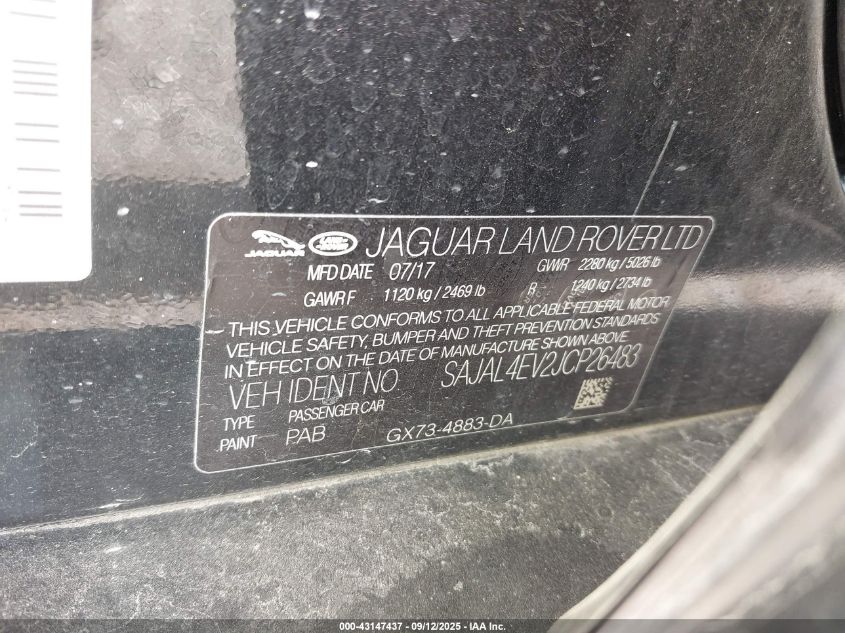 JAGUAR LAND ROVER JAGUAR LAND ROVER LTD
MFD DATE 07/17 GVWR 2280 kg / 5026 lb
GAWR F 1120 kg / 2469 lb R 1240 kg / 2734 lb
THIS VEHICLE CONFORMS TO ALL APPLICABLE FEDERAL MOTOR
VEHICLE SAFETY, BUMPER AND THEFT PREVENTION STANDARDS
IN EFFECT ON THE DATE OF MANUFACTURE SHOWN ABOVE.
VEH IDENT NO. SAJAL4EV2JCP26483
TYPE PASSENGER CAR
PAINT PAB GX73-4883-DA
000-43147437 - 09/12/2025 - IAA Inc.